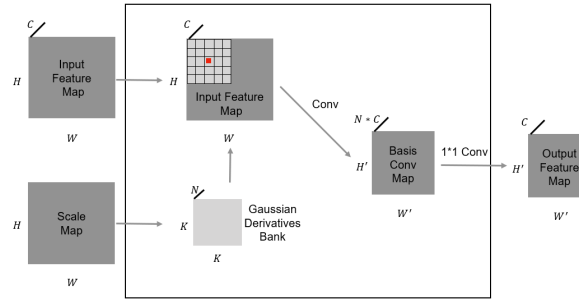 C
H
Input
Feature
Map
W
H
Scale
Map
W
C
H
Input Feature
Map
W
N
K
K
Gaussian
Derivatives
Bank
Conv
N * C
H'
Basis
Conv
Map
W'
1*1 Conv
C
H'
Output
Feature
Map
W'